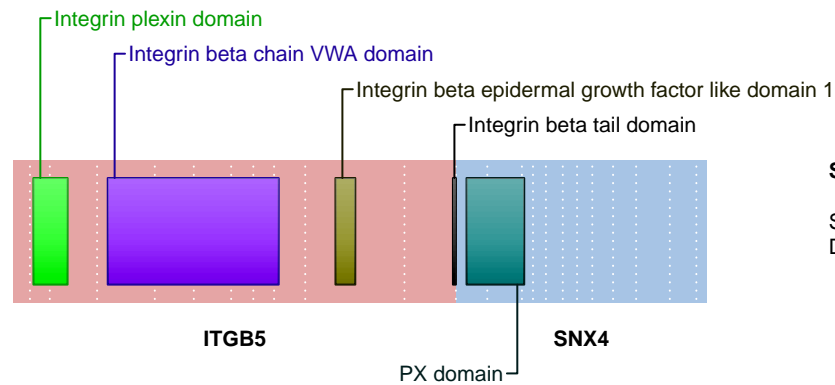 Integrin plexin domain
Integrin beta chain VWA domain
Integrin beta epidermal growth factor like domain 1
Integrin beta tail domain
S
S
D
ITGB5
SNX4
PX domain